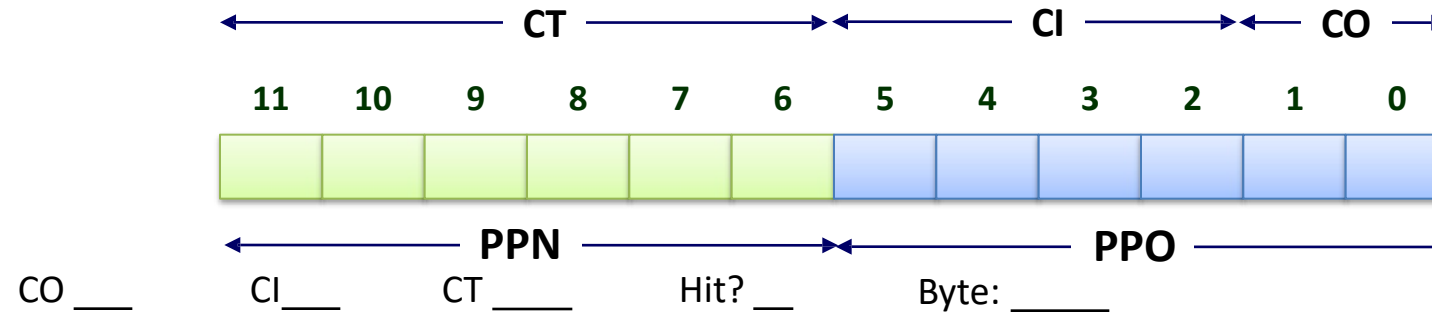 CT CI CO
11 10 9 8 7 6 5 4 3 2 1 0
PPN PPO
CO ___ CI___ CT ____ Hit? __ Byte: _____